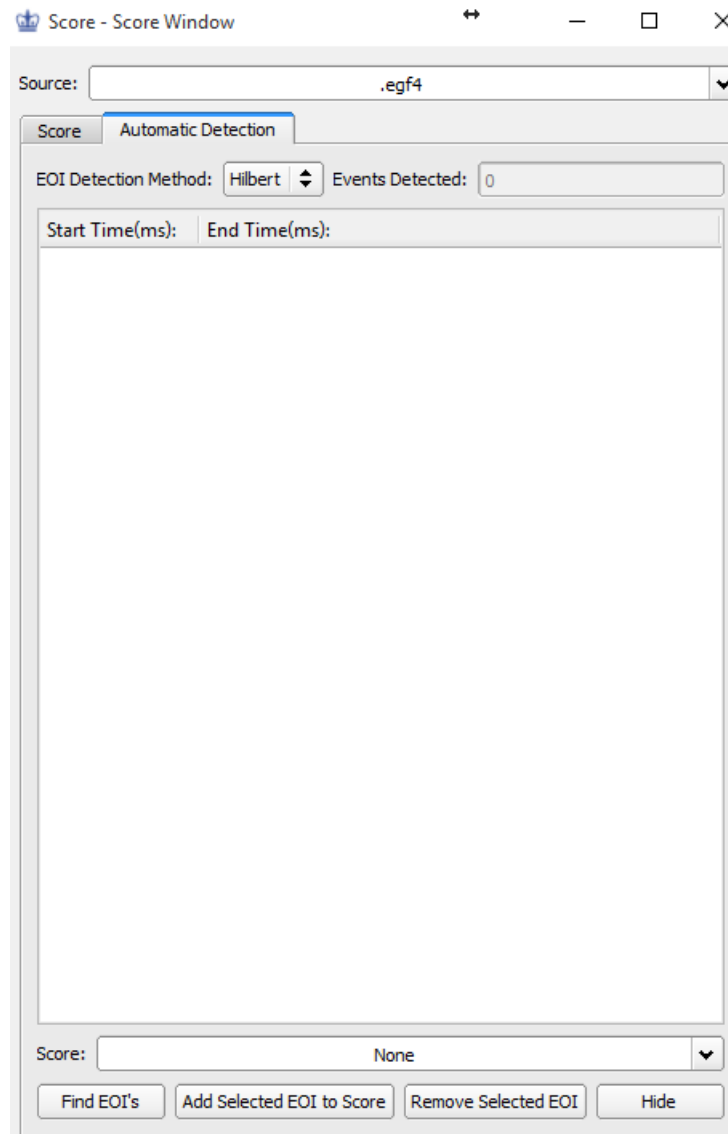 Score - Score Window
Source: .egf4
Score Automatic Detection
EOI Detection Method: Hilbert Events Detected: 0
Start Time(ms): End Time(ms):
Score: None
Find EOI's Add Selected EOI to Score Remove Selected EOI Hide